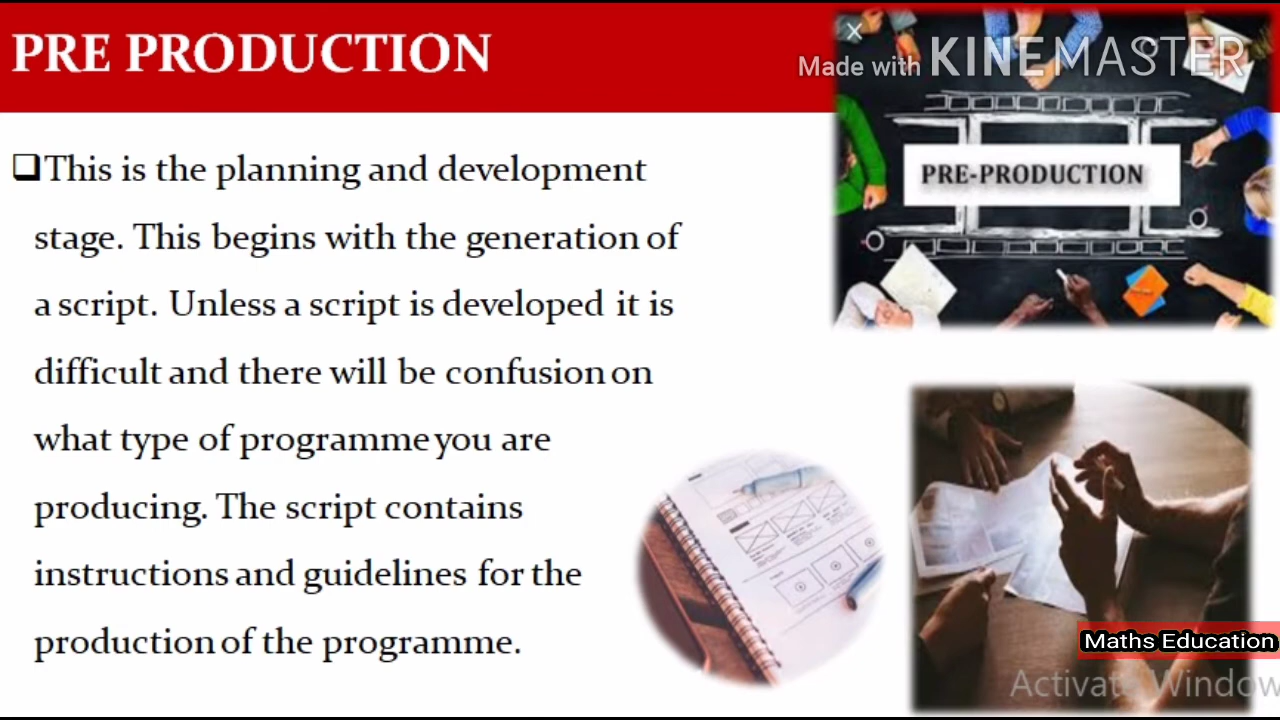 PRE PRODUCTION
Made with KINEMASTER
PRE-PRODUCTION
❑This is the planning and development
stage. This begins with the generation of
a script. Unless a script is developed it is
difficult and there will be confusion on
what type of programme you are
producing. The script contains
instructions and guidelines for the
production of the programme.
Maths Education
Activate Window